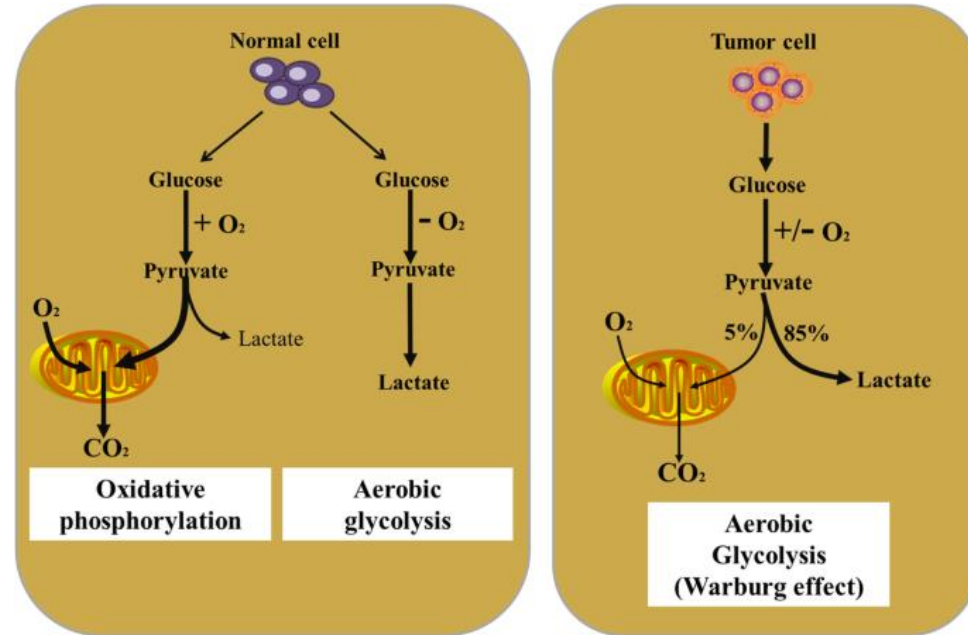 Normal cell
Glucose
+ O₂
Pyruvate
O₂
Lactate
CO₂
Oxidative
phosphorylation
Glucose
- O₂
Pyruvate
Lactate
Aerobic
glycolysis
Tumor cell
Glucose
+/- O₂
Pyruvate
O₂
5%
85%
Lactate
CO₂
Aerobic
Glycolysis
(Warburg effect)